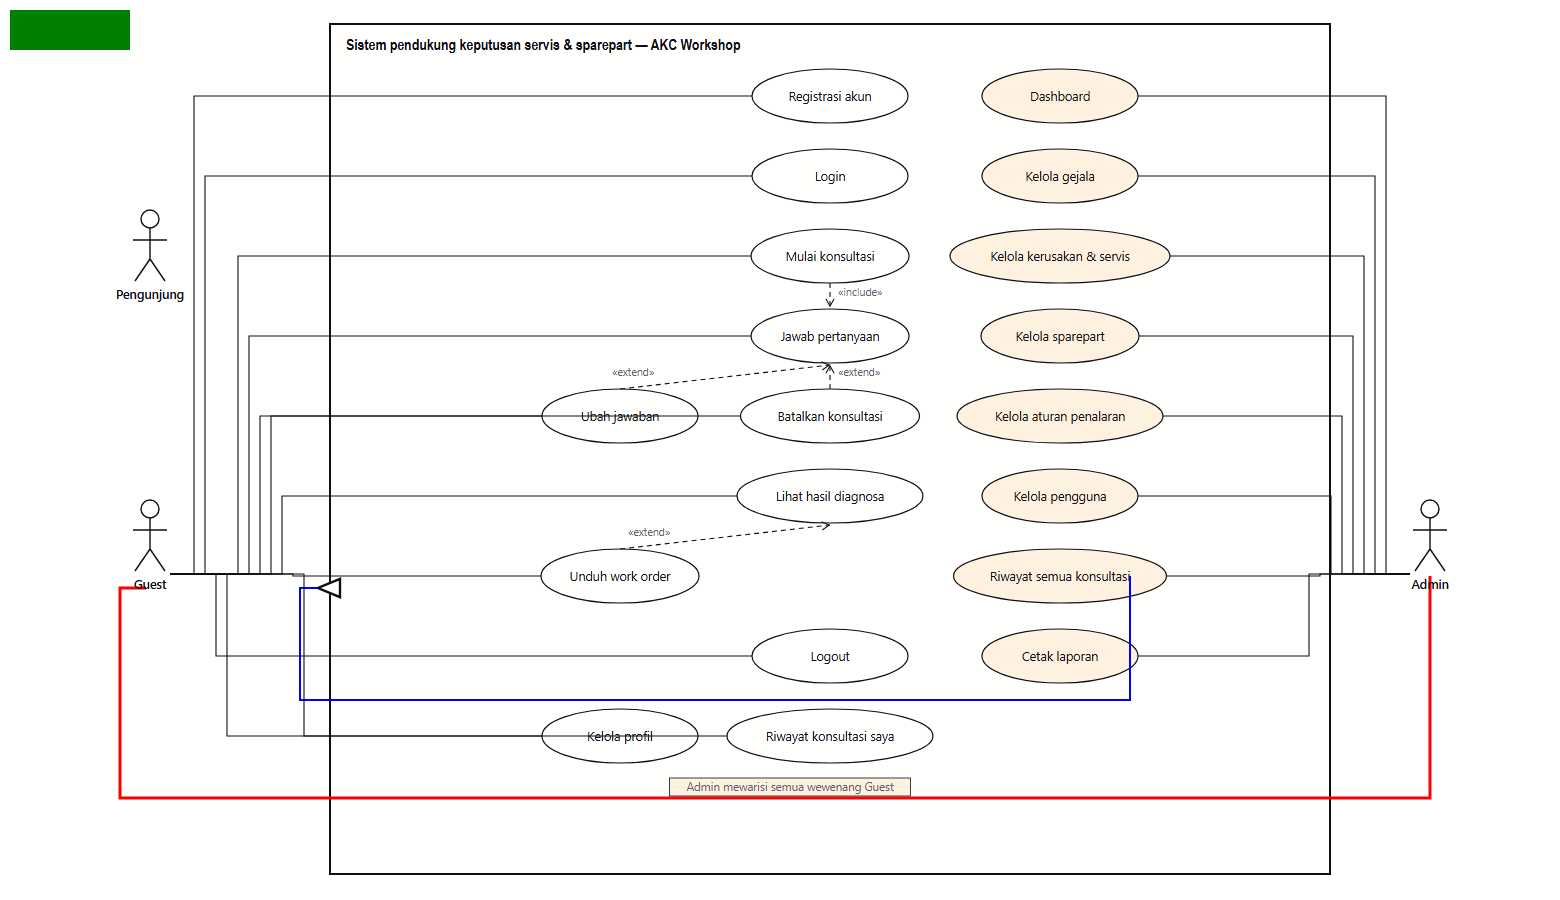 Sistem pendukung keputusan servis & sparepart — AKC Workshop
Registrasi akun
Dashboard
Login
Kelola gejala
Pengunjung
Mulai konsultasi
Kelola kerusakan & servis
«include»
Jawab pertanyaan
Kelola sparepart
«extend»
«extend»
Ubah jawaban
Batalkan konsultasi
Kelola aturan penalaran
Lihat hasil diagnosa
Kelola pengguna
«extend»
Guest
Unduh work order
Riwayat semua konsultasi
Admin
Logout
Cetak laporan
Kelola profil
Riwayat konsultasi saya
Admin mewarisi semua wewenang Guest